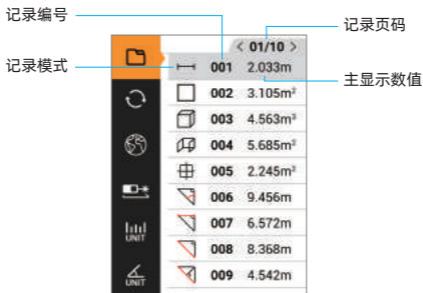 记录编号
记录页码
< 01/10 >
记录模式
001 2.033m
主显示数值
002 3.105m²
003 4.563m³
004 5.685m²
005 2.245m²
006 9.456m
UNIT
007 6.572m
008 8.368m
UNIT
009 4.542m